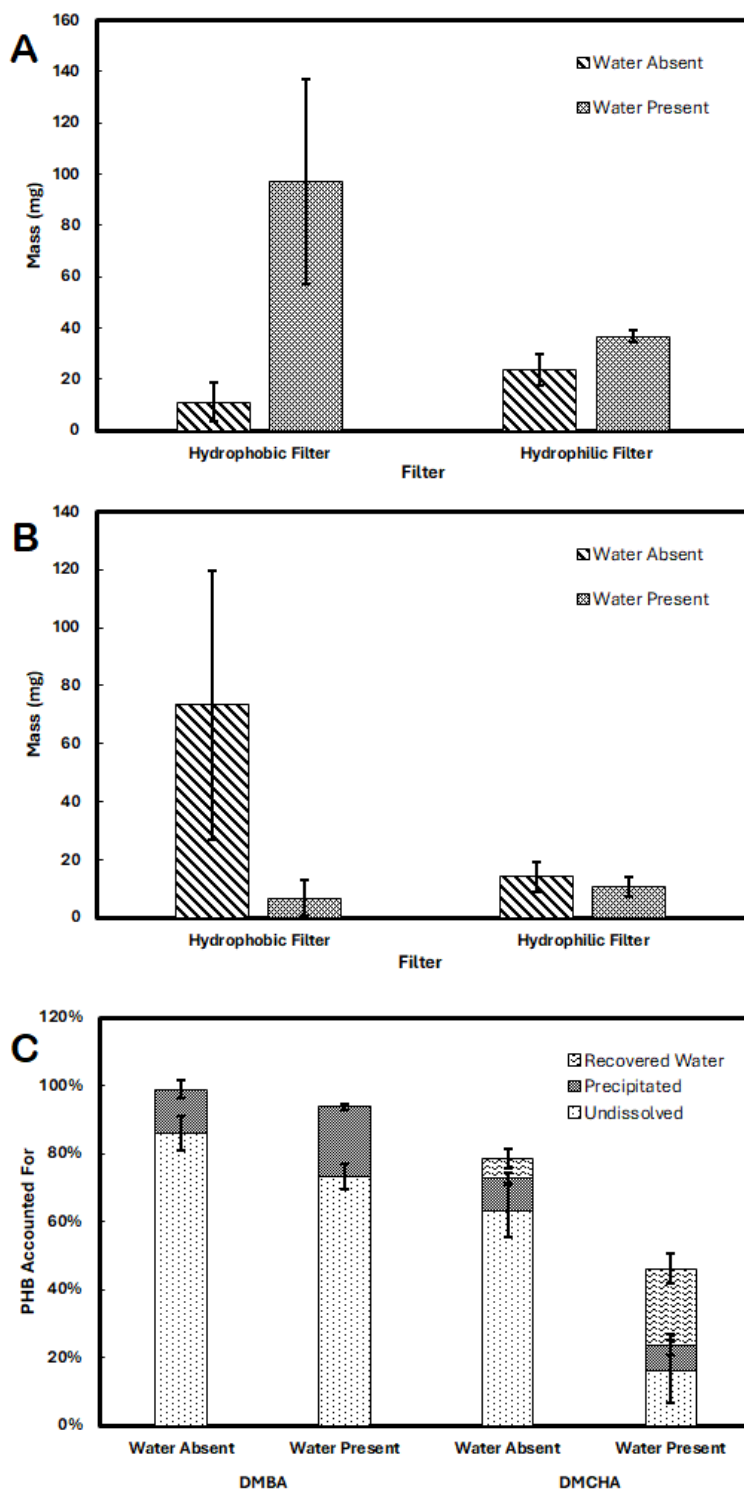 A
160
140
120
100
80
60
40
20
0
Mass (mg)
Water Absent
Water Present
Hydrophobic Filter
Hydrophilic Filter
Filter
B
140
120
100
80
60
40
20
0
Mass (mg)
Water Absent
Water Present
Hydrophobic Filter
Hydrophilic Filter
Filter
C
120%
100%
80%
60%
40%
20%
0%
PHB Accounted For
Recovered Water
Precipitated
Undissolved
Water Absent
Water Present
Water Absent
Water Present
DMBA
DMCHA